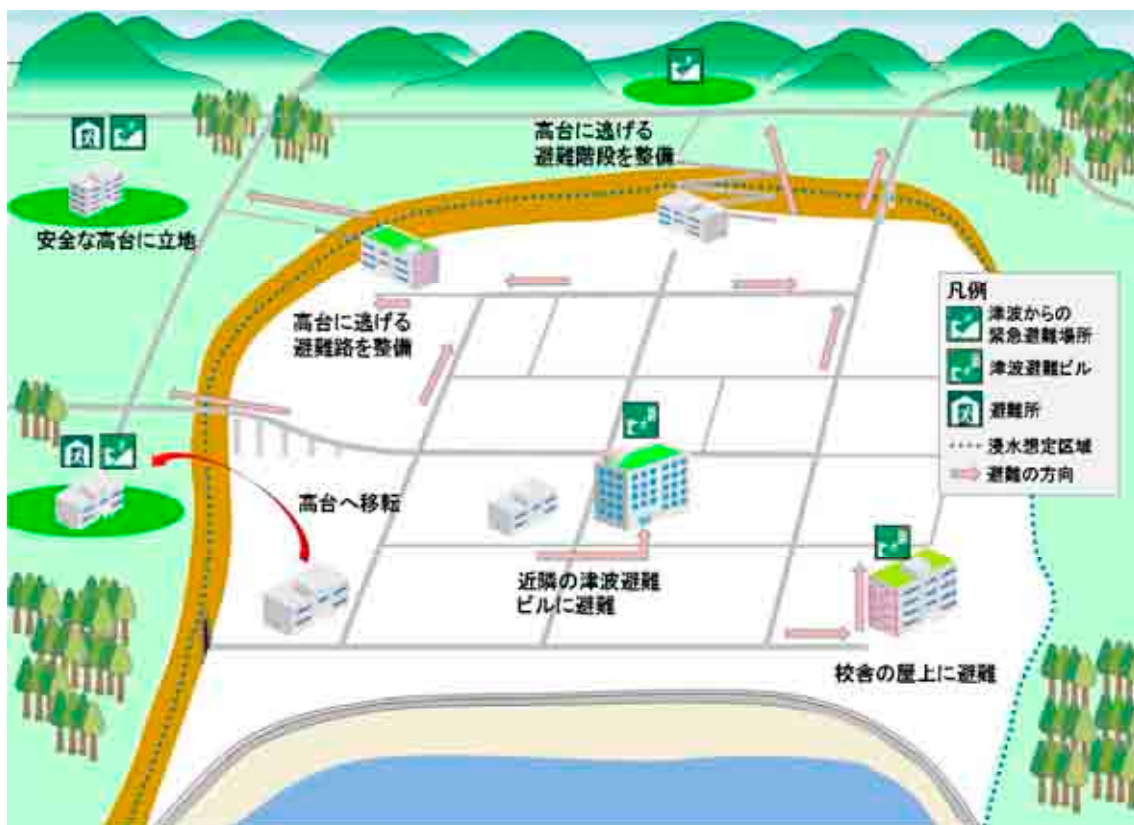 高台に逃げる
避難階段を整備
安全な高台に立地
高台に逃げる
避難路を整備
凡例
津波からの
緊急避難場所
津波避難ビル
避難所
浸水想定区域
避難の方向
高台へ移転
近隣の津波避難
ビルに避難
校舎の屋上に避難